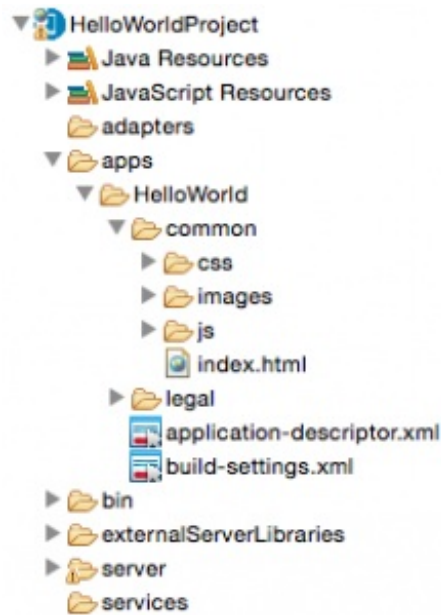 HelloWorldProject
Java Resources
JavaScript Resources
adapters
apps
HelloWorld
common
css
images
js
index.html
legal
application-descriptor.xml
build-settings.xml
bin
externalServerLibraries
server
services